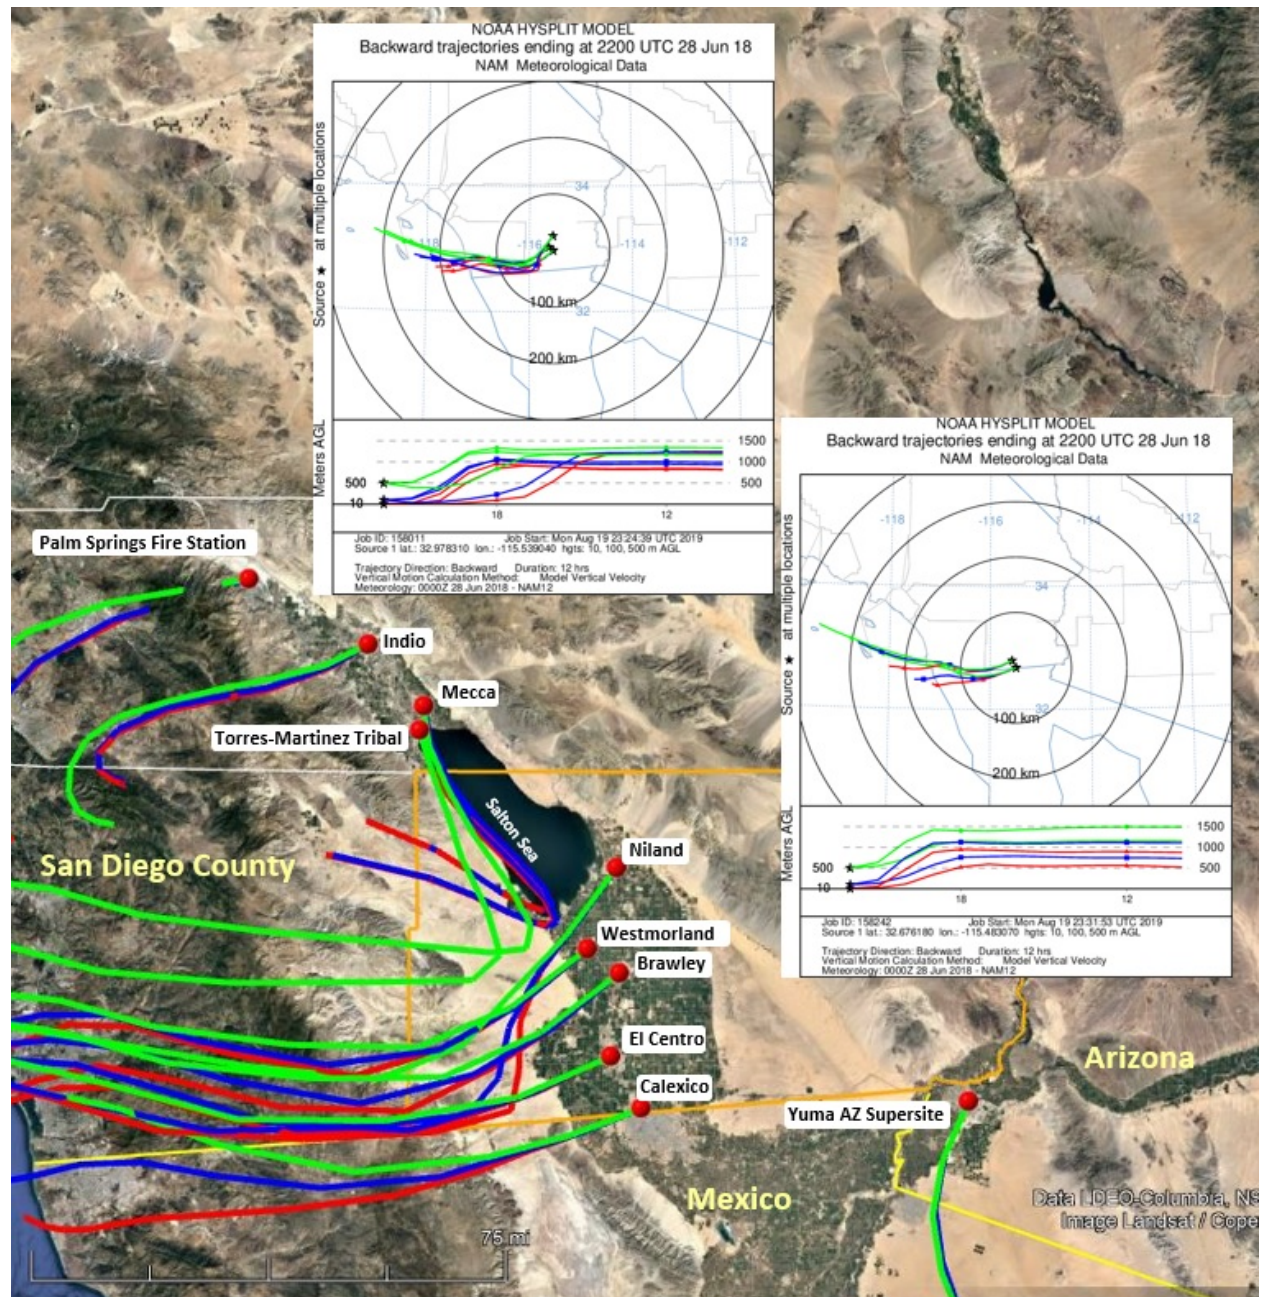 NOAA HYSPLIT MODEL
Backward trajectories ending at 2200 UTC 28 Jun 18
NAM Meteorological Data
Source ★ at multiple locations
34
-118
-116
-114
-112
32
100 km
200 km
Meters AGL
1500
1000
500
500
10
18
12
Job ID: 158011 Job Start: Mon Aug 19 23:24:39 UTC 2019
Source 1 lat.: 32.978310 lon.: -115.539040 hgts: 10, 100, 500 m AGL
Trajectory Direction: Backward Duration: 12 hrs
Vertical Motion Calculation Method: Model Vertical Velocity
Meteorology: 0000Z 28 Jun 2018 - NAM12
NOAA HYSPLIT MODEL
Backward trajectories ending at 2200 UTC 28 Jun 18
NAM Meteorological Data
Source ★ at multiple locations
-118
-116
-114
-112
34
32
100 km
200 km
Meters AGL
1500
1000
500
500
10
18
12
Job ID: 158242 Job Start: Mon Aug 19 23:31:53 UTC 2019
Source 1 lat.: 32.676180 lon.: -115.483070 hgts: 10, 100, 500 m AGL
Trajectory Direction: Backward Duration: 12 hrs
Vertical Motion Calculation Method: Model Vertical Velocity
Meteorology: 0000Z 28 Jun 2018 - NAM12
Palm Springs Fire Station
Indio
Mecca
Torres-Martinez Tribal
Salton Sea
San Diego County
Niland
Westmorland
Brawley
El Centro
Calexico
Arizona
Yuma AZ Supersite
Mexico
Data LDEO-Columbia, NS
Image Landsat / Cope
75 mi